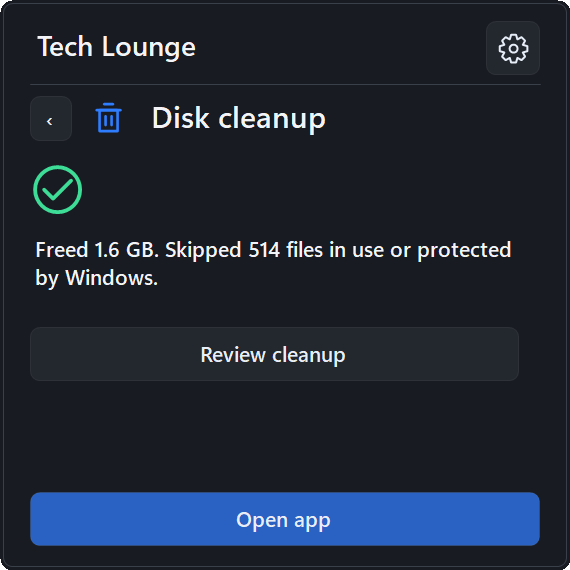 Tech Lounge
‹
Disk cleanup
Freed 1.6 GB. Skipped 514 files in use or protected
by Windows.
Review cleanup
Open app